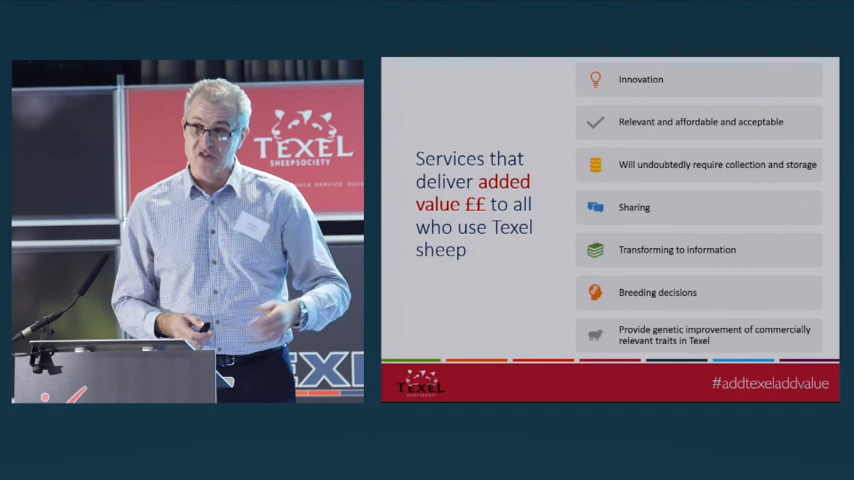 TEXEL
SHEEPSOCIETY
Services that
deliver added
value ££ to all
who use Texel
sheep
Innovation
Relevant and affordable and acceptable
Will undoubtedly require collection and storage
Sharing
Transforming to information
Breeding decisions
Provide genetic improvement of commercially
relevant traits in Texel
TEXEL
SHEEPSOCIETY
#addtexeladdvalue